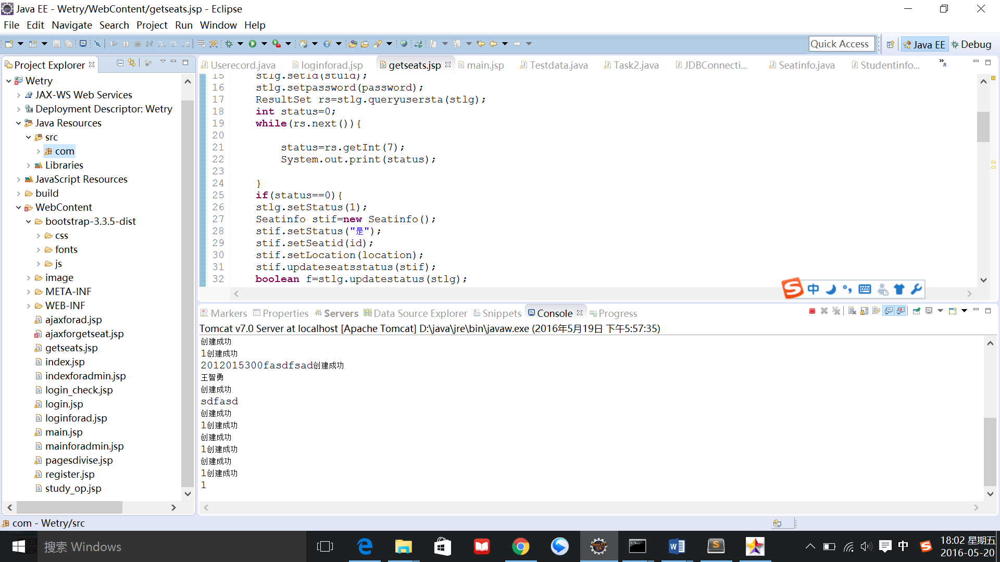 Java EE - Wetry/WebContent/getseats.jsp - Eclipse
File Edit Navigate Search Project Run Window Help
Quick Access
Java EE
Debug
Project Explorer
Wetry
JAX-WS Web Services
Deployment Descriptor: Wetry
Java Resources
src
com
Libraries
JavaScript Resources
build
WebContent
bootstrap-3.3.5-dist
css
fonts
js
image
META-INF
WEB-INF
ajaxforad.jsp
ajaxforgetseat.jsp
getseats.jsp
index.jsp
indexforadmin.jsp
login_check.jsp
login.jsp
loginforad.jsp
main.jsp
mainforadmin.jsp
pagesdivise.jsp
register.jsp
study_op.jsp
Userecord.java loginforad.jsp getseats.jsp main.jsp Testdata.java Task2.java JDBConnecti... Seatinfo.java Studentinfo... »8
15 stlg.setId(stuid);
16 stlg.setpassword(password);
17 ResultSet rs=stlg.queryusersta(stlg);
18 int status=0;
19 while(rs.next()){
20
21 status=rs.getInt(7);
22 System.out.print(status);
23
24 }
25 if(status==0){
26 stlg.setStatus(1);
27 Seatinfo stif=new Seatinfo();
28 stif.setStatus("是");
29 stif.setSeatid(id);
30 stif.setLocation(location);
31 stif.updateseatsstatus(stif);
32 boolean f=stlg.updatestatus(stlg);
中
Markers Properties Servers Data Source Explorer Snippets Console Progress
Tomcat v7.0 Server at localhost [Apache Tomcat] D:\java\jre\bin\javaw.exe (2016年5月19日 下午5:57:35)
创建成功
1创建成功
2012015300fasdfsad创建成功
王智勇
创建成功
sdfasd
创建成功
1创建成功
创建成功
1创建成功
创建成功
1创建成功
1
com - Wetry/src
搜索 Windows
中
18:02 星期五
2016-05-20